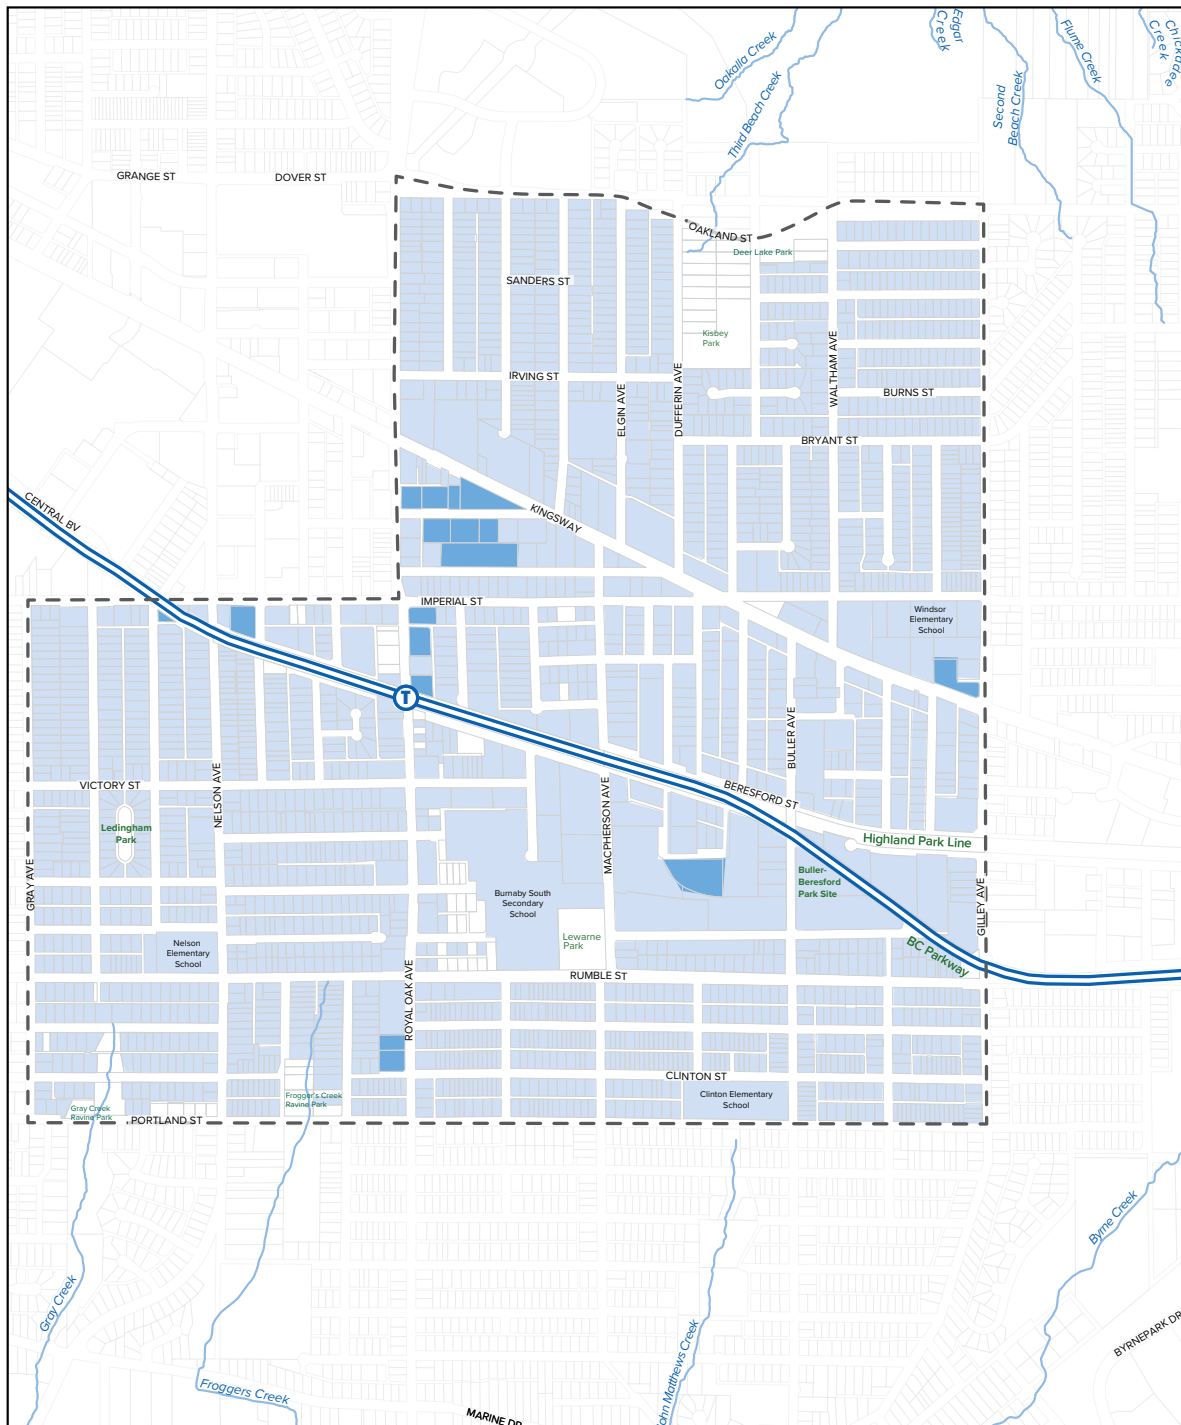 Oakalla Creek
Third Beach Creek
Edgar
Creek
Second
Beach Creek
Flume Creek
Chickadee
Creek
GRANGE ST
DOVER ST
OAKLAND ST
Deer Lake Park
SANDERS ST
Kisbey
Park
IRVING ST
ELGIN AVE
DUFFERIN AVE
WALTHAM AVE
BURNS ST
BRYANT ST
CENTRAL BV
KINGSWAY
IMPERIAL ST
Windsor
Elementary
School
T
BULLER AVE
VICTORY ST
NELSON AVE
MACPHERSON AVE
BERESFORD ST
Ledingham
Park
Highland Park Line
GRAY AVE
Buller-
Beresford
Park Site
GILLEY AVE
Burnaby South
Secondary
School
Nelson
Elementary
School
Lewarne
Park
BC Parkway
ROYAL OAK AVE
RUMBLE ST
CLINTON ST
Clinton Elementary
School
Gray Creek
Ravine Park
Frogger's Creek
Ravine Park
PORTLAND ST
Gray Creek
Byrne Creek
BYRNEPARK DR
Froggers Creek
John Matthews Creek
MARINE DR